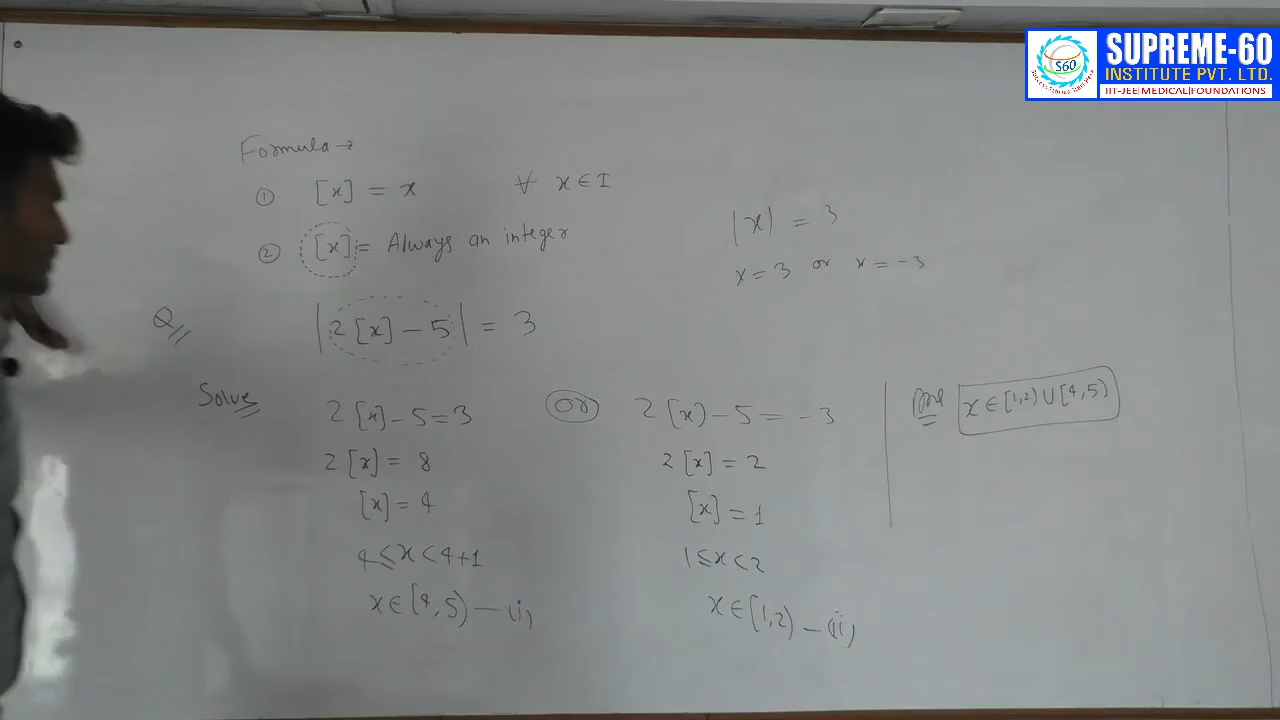 SUPREME-60
INSTITUTE PVT. LTD.
IIT-JEE|MEDICAL|FOUNDATIONS
S60
Formula →
① [x] = x ∀ x ∈ I
② [x] = Always an integer
|x| = 3
x = 3 or x = -3
Q |2[x] - 5| = 3
Solve 2[x] - 5 = 3 or 2[x) - 5 = -3
2[x] = 8 2[x] = 2
[x] = 4 [x] = 1
4 ≤ x < 4+1 1 ≤ x < 2
x ∈ [4, 5) — (i) x ∈ [1, 2) — (ii)
Ans x ∈ [1, 2) ∪ [4, 5)